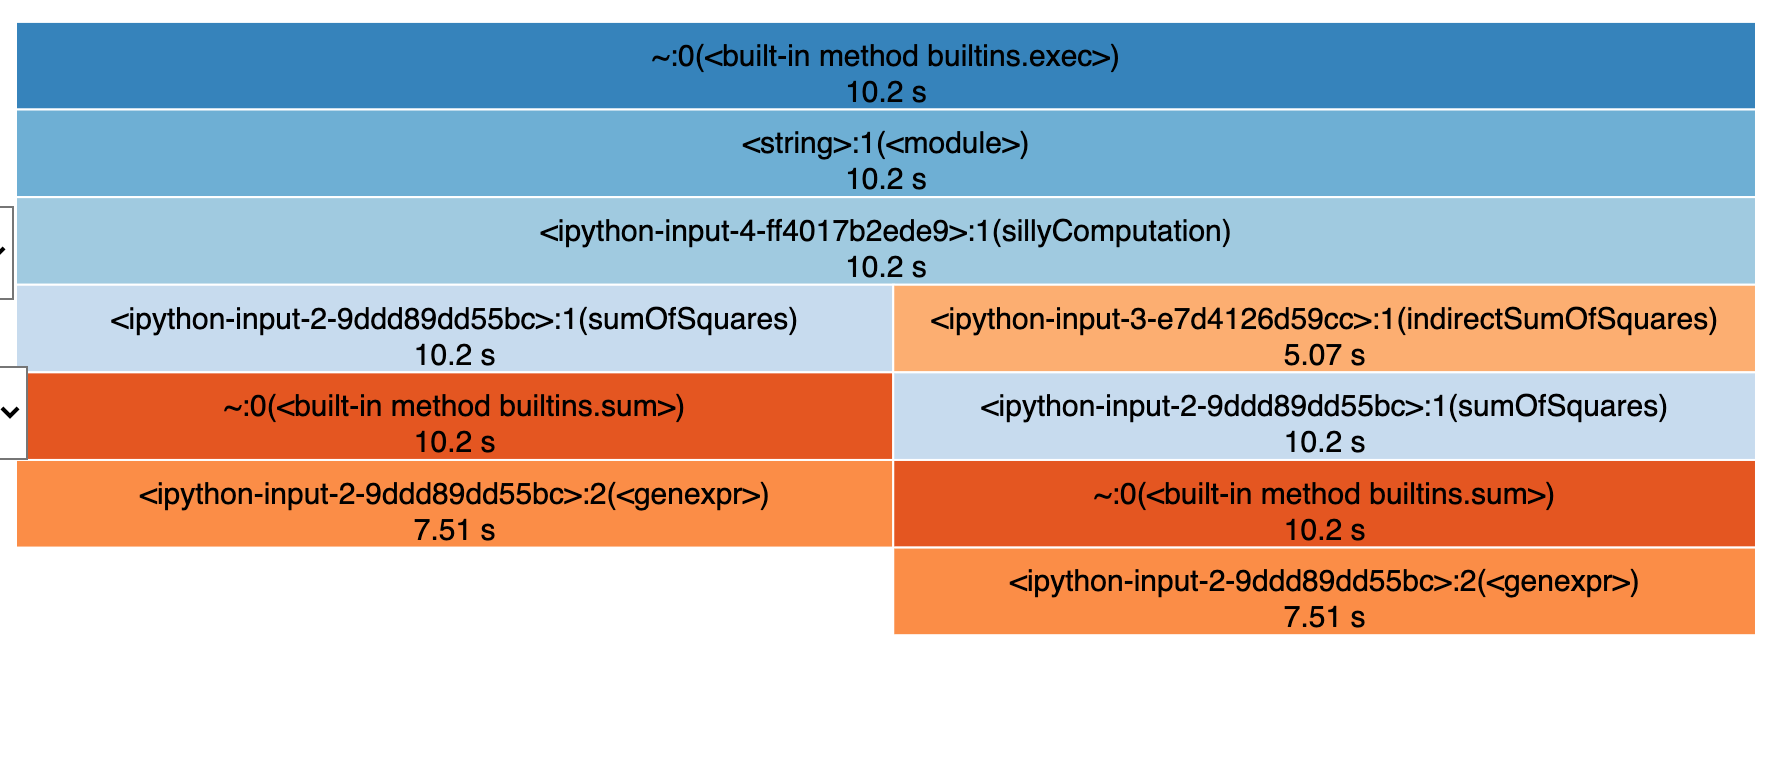 ~:0(<built-in method builtins.exec>)
10.2 s
<string>:1(<module>)
10.2 s
<ipython-input-4-ff4017b2ede9>:1(sillyComputation)
10.2 s
<ipython-input-2-9ddd89dd55bc>:1(sumOfSquares)
10.2 s
<ipython-input-3-e7d4126d59cc>:1(indirectSumOfSquares)
5.07 s
~:0(<built-in method builtins.sum>)
10.2 s
<ipython-input-2-9ddd89dd55bc>:1(sumOfSquares)
10.2 s
<ipython-input-2-9ddd89dd55bc>:2(<genexpr>)
7.51 s
~:0(<built-in method builtins.sum>)
10.2 s
<ipython-input-2-9ddd89dd55bc>:2(<genexpr>)
7.51 s